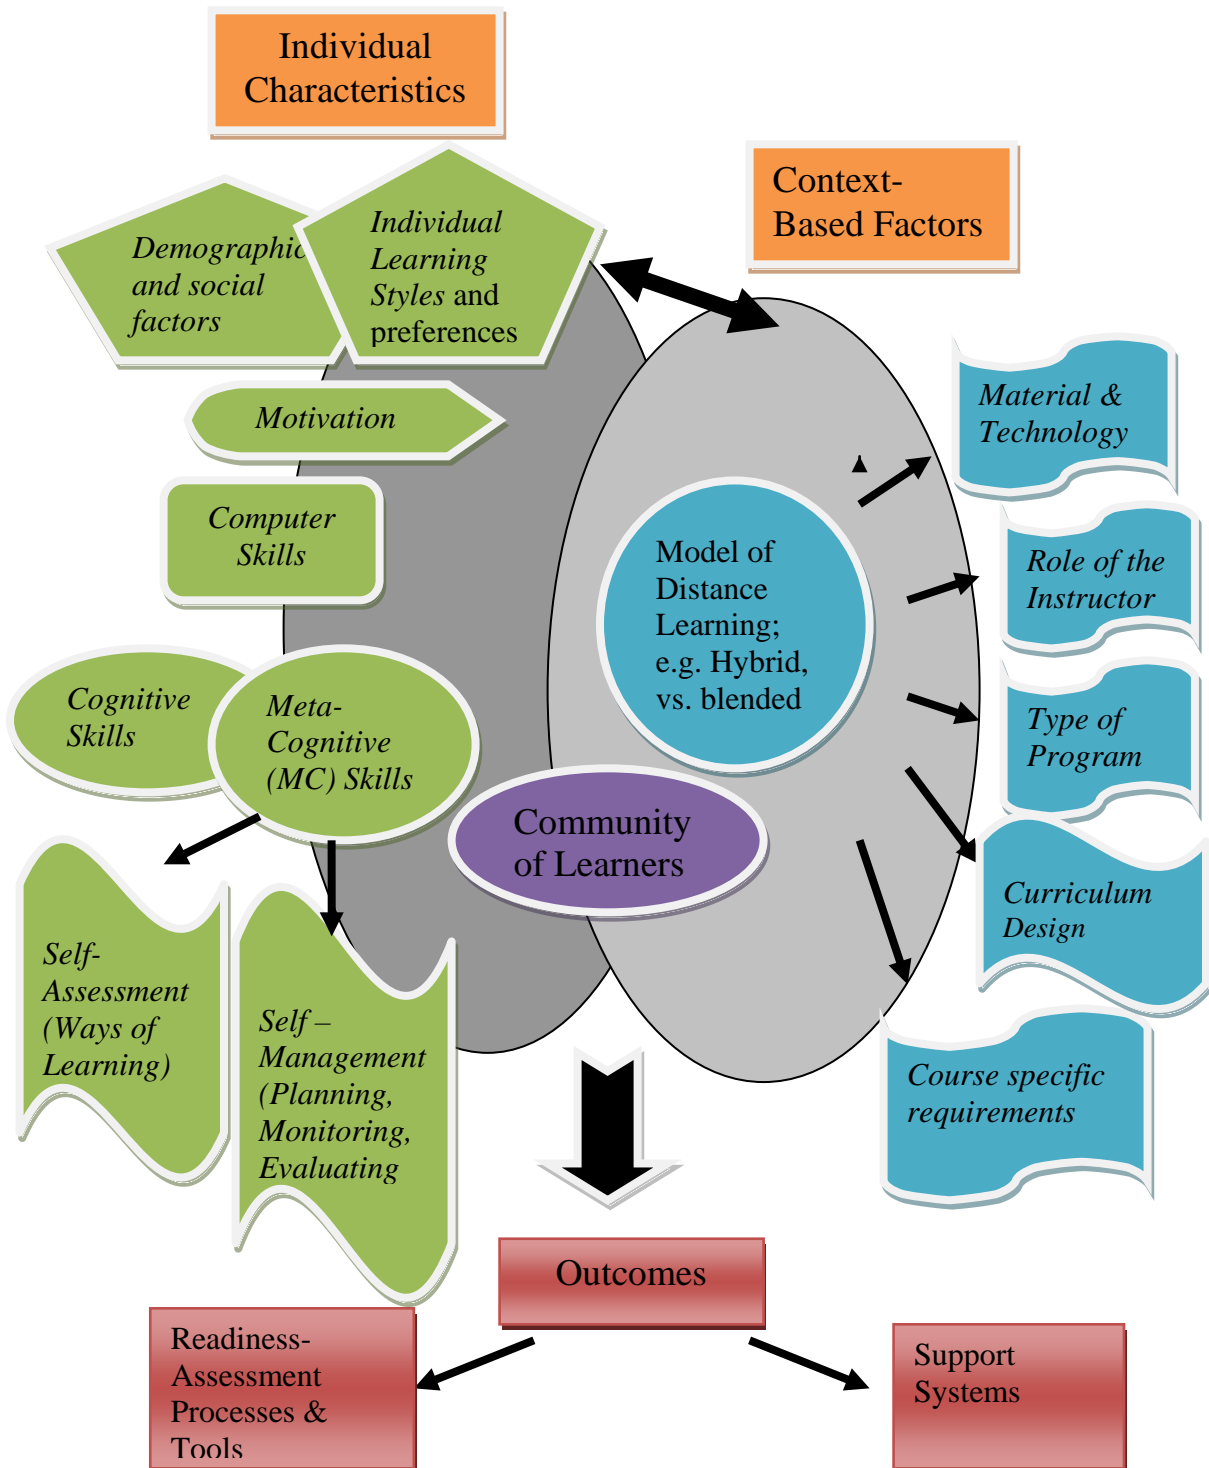 Individual
Characteristics
Context-
Based Factors
Demographic
and social
factors
Individual
Learning
Styles and
preferences
Motivation
Computer
Skills
Cognitive
Skills
Meta-
Cognitive
(MC) Skills
Self-
Assessment
(Ways of
Learning)
Self –
Management
(Planning,
Monitoring,
Evaluating
Model of
Distance
Learning;
e.g. Hybrid,
vs. blended
Community
of Learners
Material &
Technology
Role of the
Instructor
Type of
Program
Curriculum
Design
Course specific
requirements
Outcomes
Readiness-
Assessment
Processes &
Tools
Support
Systems